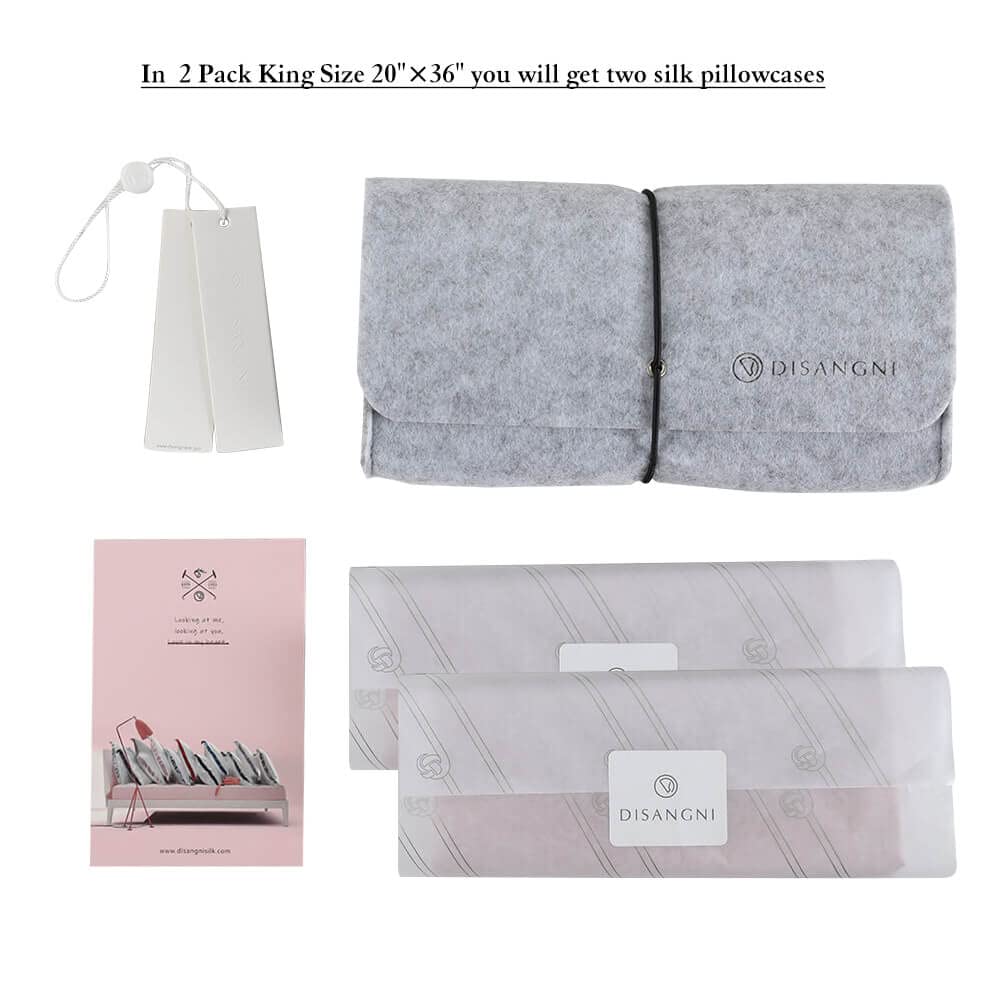 In 2 Pack King Size 20"×36" you will get two silk pillowcases
DISANGNI
Looking at me,
looking at you,
www.disangnisilk.com
DISANGNI